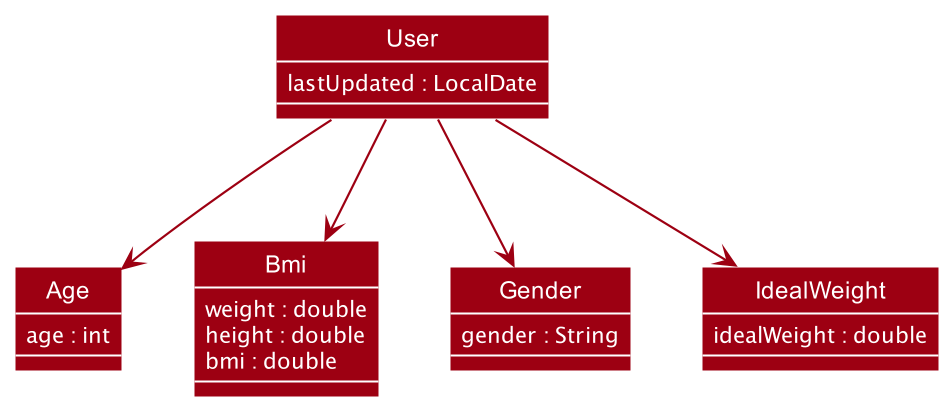 User
lastUpdated : LocalDate
Age
age : int
Bmi
weight : double
height : double
bmi : double
Gender
gender : String
IdealWeight
idealWeight : double